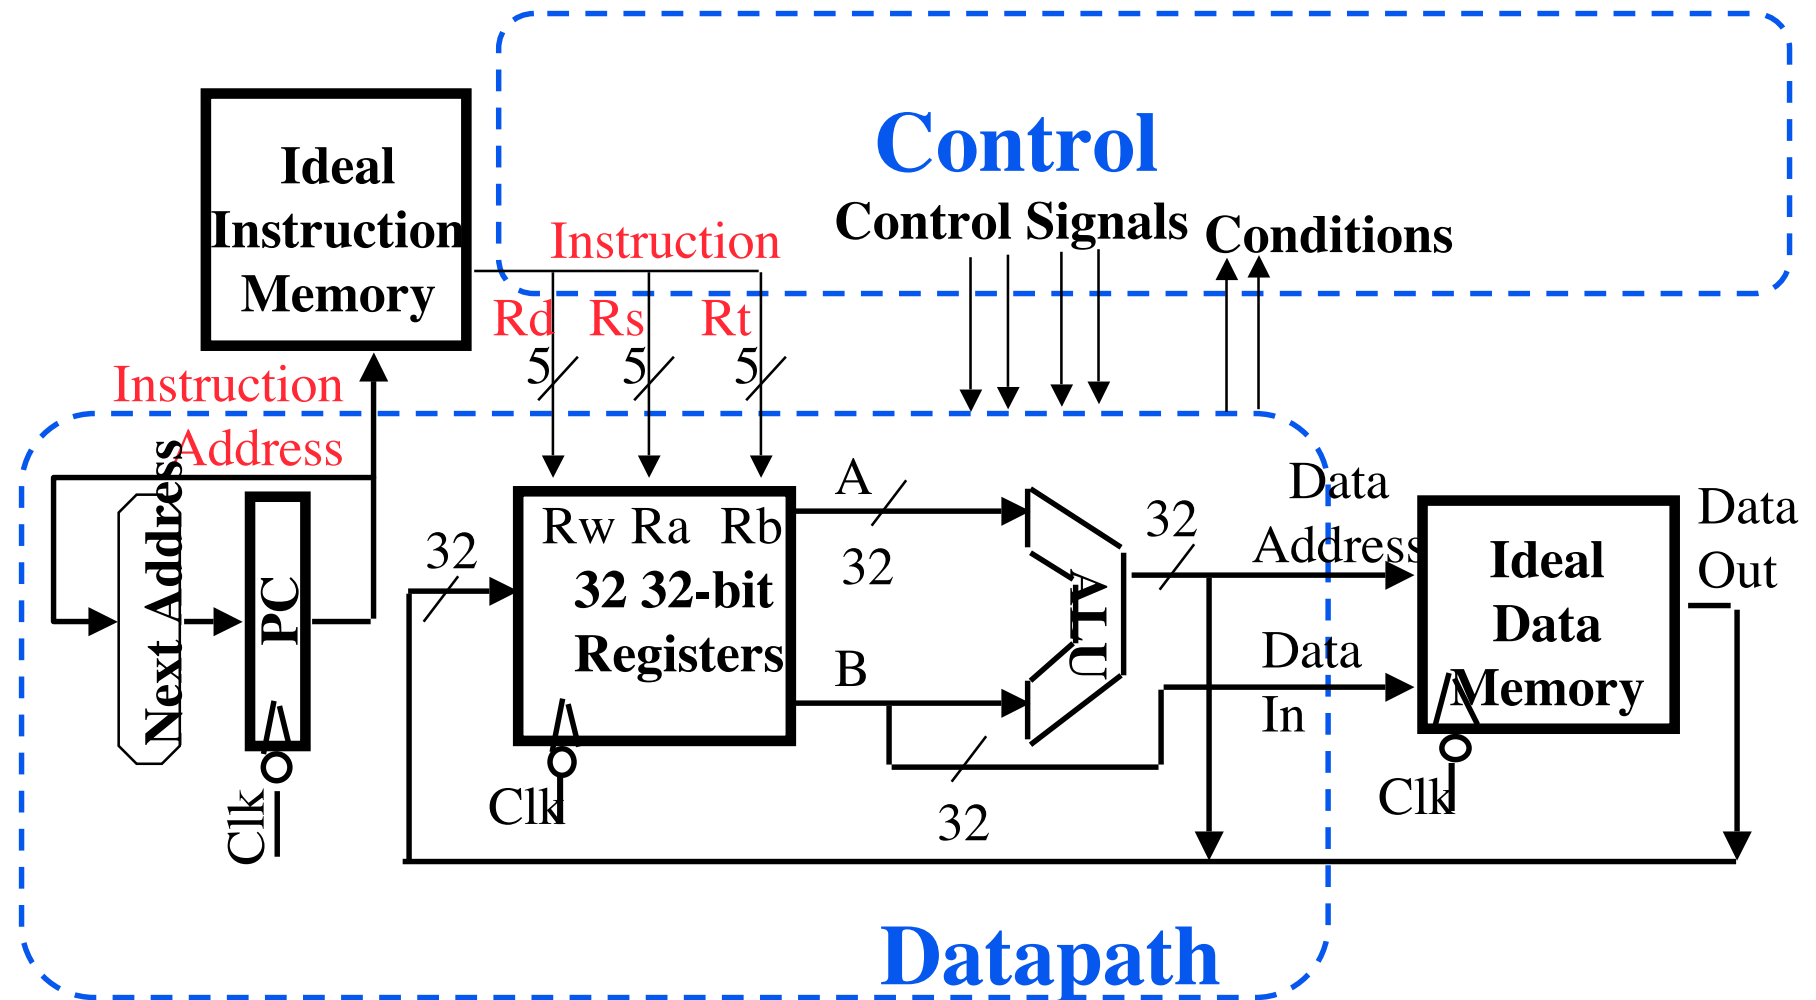 Control
Ideal
Instruction
Memory
Control Signals
Conditions
Instruction
Rd Rs Rt
5 5 5
Instruction
Address
Next Address
PC
Clk
32
Rw Ra Rb
32 32-bit
Registers
Clk
A
32
B
32
ALU
32
Data
Address
Data
In
Ideal
Data
Memory
Clk
Data
Out
Datapath